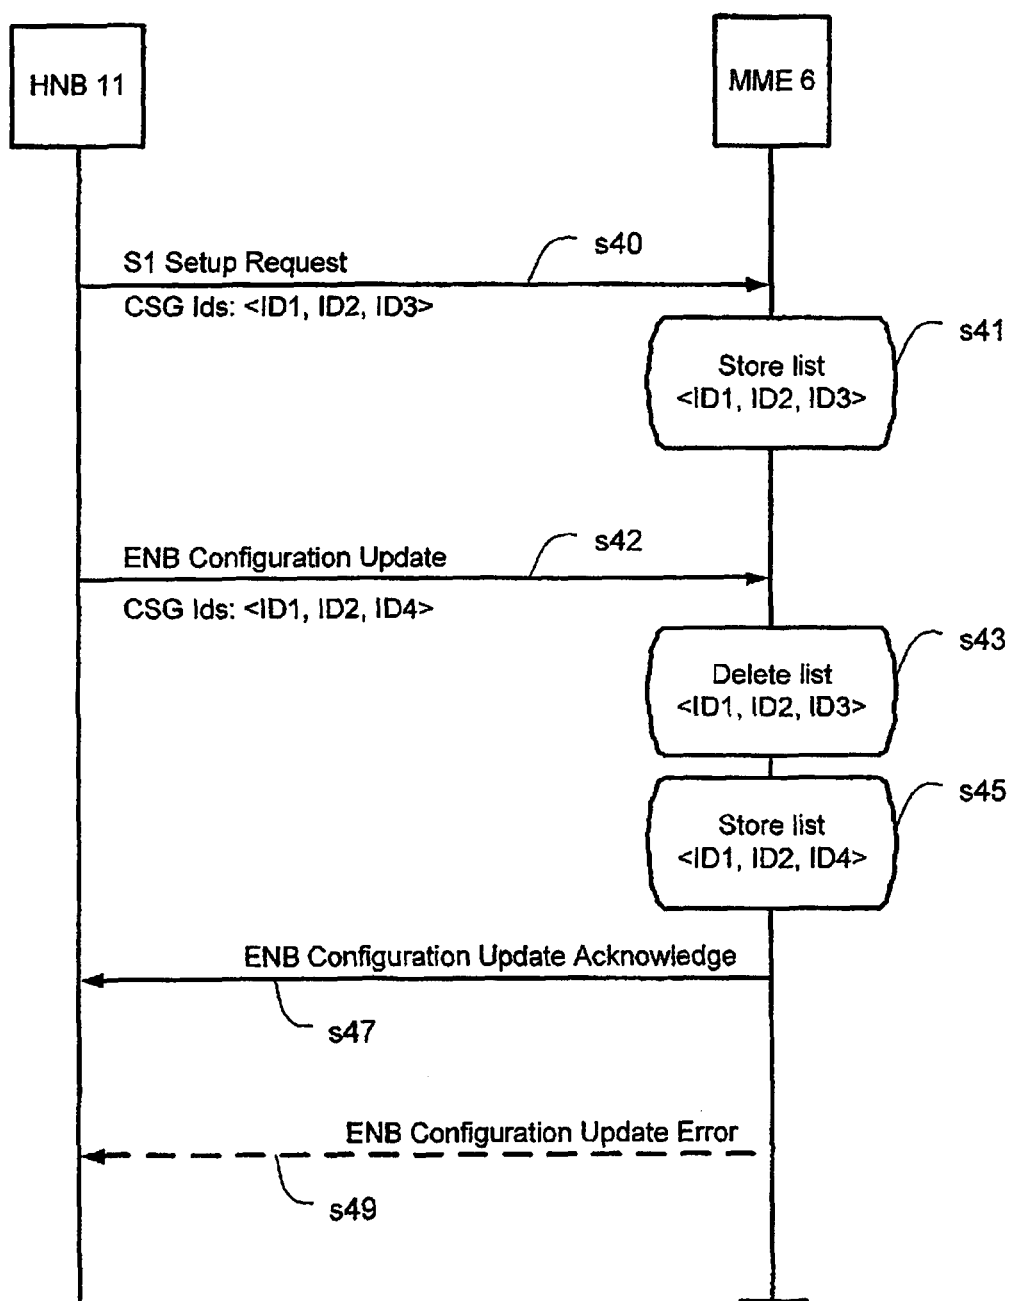 HNB 11
MME 6
s40
S1 Setup Request
CSG Ids: <ID1, ID2, ID3>
s41
Store list
<ID1, ID2, ID3>
s42
ENB Configuration Update
CSG Ids: <ID1, ID2, ID4>
s43
Delete list
<ID1, ID2, ID3>
s45
Store list
<ID1, ID2, ID4>
ENB Configuration Update Acknowledge
s47
ENB Configuration Update Error
s49